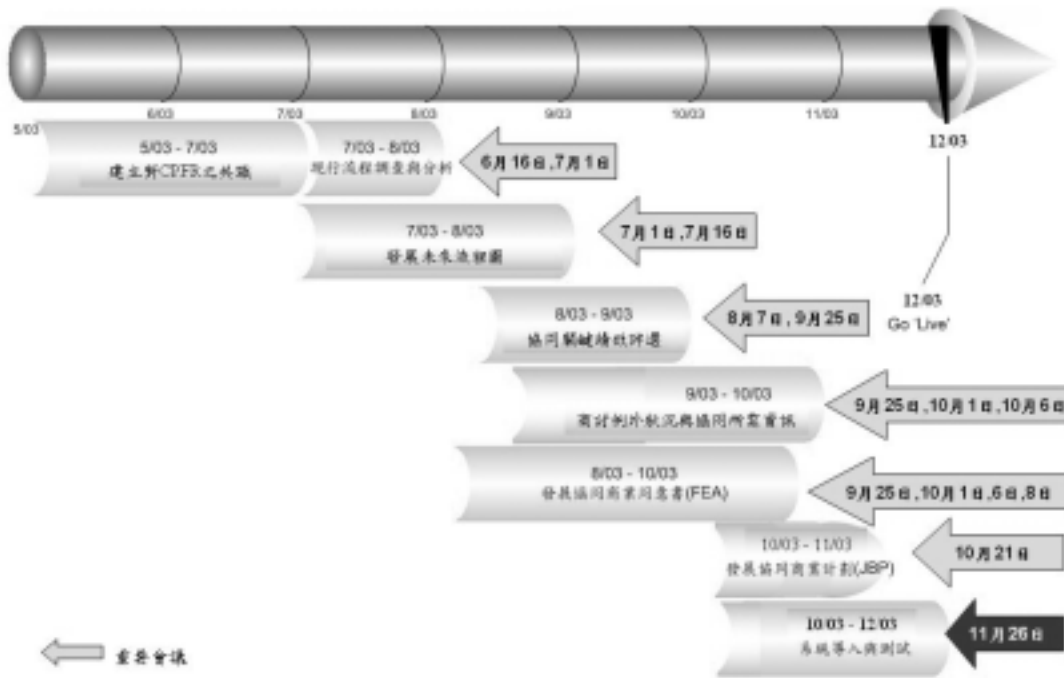 5/03
6/03
7/03
8/03
9/03
10/03
11/03
12/03
5/03 - 7/03
建立對CPFR之共識
7/03 - 8/03
現行流程調查與分析
6月16日,7月1日
7/03 - 8/03
發展未來流程圖
7月1日,7月16日
12/03
Go 'Live'
8/03 - 9/03
協同關鍵績效評選
8月7日, 9月25日
9/03 - 10/03
商討例外狀況與協同所需資訊
9月25日,10月1日,10月6日
8/03 - 10/03
發展協同商業同意書(FEA)
9月25日,10月1日,6日,8日
10/03 - 11/03
發展協同商業計劃(JBP)
10月21日
10/03 - 12/03
系統導入與測試
11月26日
重要會議